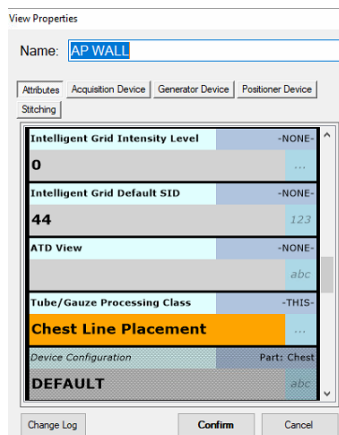 View Properties
Name: AP WALL
Attributes Acquisition Device Generator Device Positioner Device
Stitching
Intelligent Grid Intensity Level -NONE-
0 ...
Intelligent Grid Default SID -NONE-
44 123
ATD View -NONE-
abc
Tube/Gauze Processing Class -THIS-
Chest Line Placement ...
Device Configuration Part: Chest
DEFAULT abc
Change Log Confirm Cancel